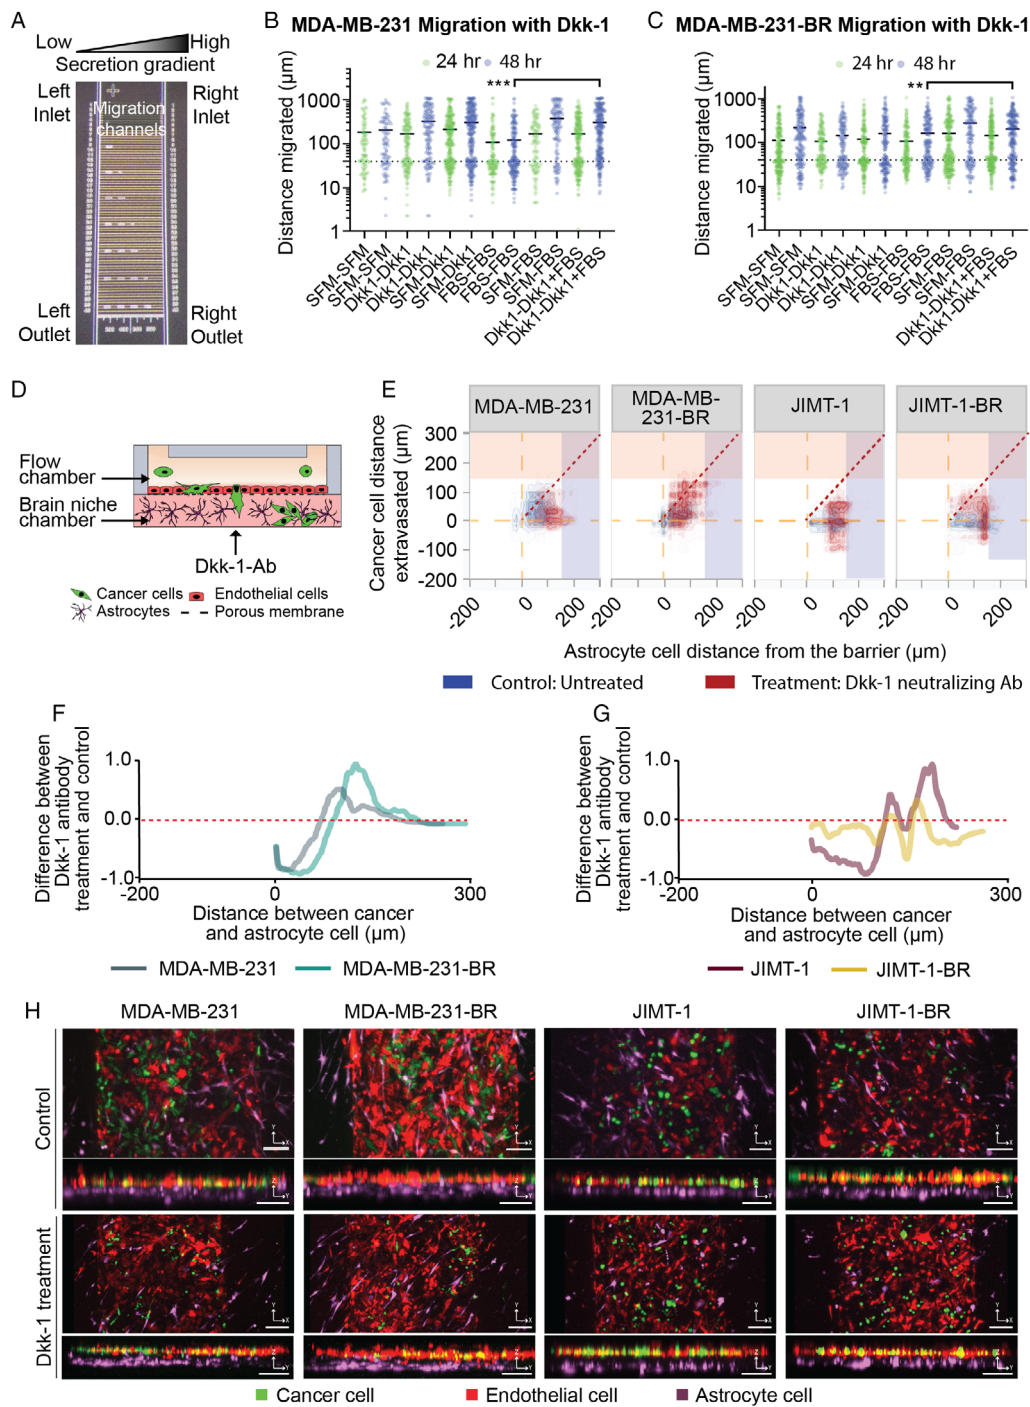 A
Low
High
Secretion gradient
Left
Inlet
Migration
channels
Right
Inlet
Left
Outlet
Right
Outlet
B
MDA-MB-231 Migration with Dkk-1
24 hr
48 hr
***
Distance migrated (µm)
1000
100
10
1
SFM-SFM
SFM-SFM
Dkk1-Dkk1
Dkk1-Dkk1
SFM-Dkk1
SFM-Dkk1
FBS-FBS
FBS-FBS
SFM-FBS
SFM-FBS
Dkk1-Dkk1+FBS
Dkk1-Dkk1+FBS
C
MDA-MB-231-BR Migration with Dkk-1
24 hr
48 hr
**
Distance migrated (µm)
1000
100
10
1
SFM-SFM
SFM-SFM
Dkk1-Dkk1
Dkk1-Dkk1
SFM-Dkk1
SFM-Dkk1
FBS-FBS
FBS-FBS
SFM-FBS
SFM-FBS
Dkk1-Dkk1+FBS
Dkk1-Dkk1+FBS
D
Flow
chamber
Brain niche
chamber
Dkk-1-Ab
Cancer cells
Endothelial cells
Astrocytes
Porous membrane
E
MDA-MB-231
MDA-MB-
231-BR
JIMT-1
JIMT-1-BR
Cancer cell distance
extravasated (µm)
300
200
100
0
-100
-200
-200
0
200
-200
0
200
-200
0
200
-200
0
200
Astrocyte cell distance from the barrier (µm)
Control: Untreated
Treatment: Dkk-1 neutralizing Ab
F
Difference between
Dkk-1 antibody
treatment and control
1.0
0.0
-1.0
-200
0
300
Distance between cancer
and astrocyte cell (µm)
MDA-MB-231
MDA-MB-231-BR
G
Difference between
Dkk-1 antibody
treatment and control
1.0
0.0
-1.0
-200
0
300
Distance between cancer
and astrocyte cell (µm)
JIMT-1
JIMT-1-BR
H
MDA-MB-231
MDA-MB-231-BR
JIMT-1
JIMT-1-BR
Control
Dkk-1 treatment
Cancer cell
Endothelial cell
Astrocyte cell